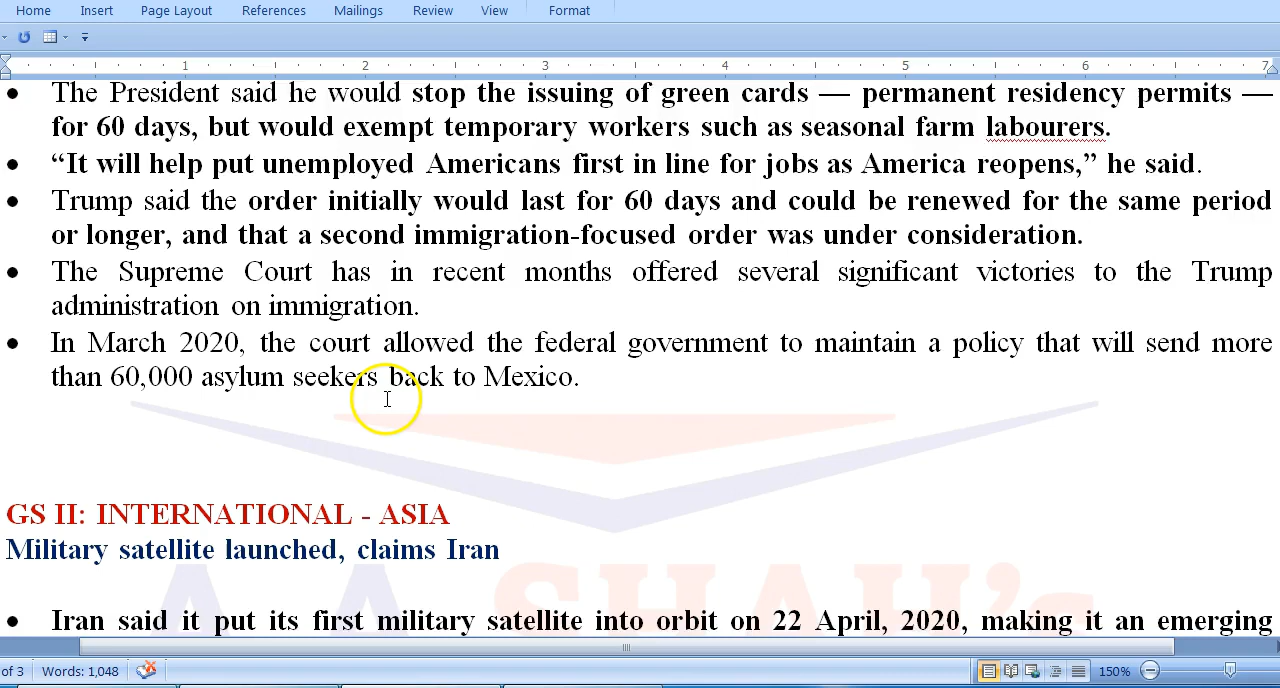 Home Insert Page Layout References Mailings Review View Format
1 2 3 4 5 6 7
• The President said he would stop the issuing of green cards — permanent residency permits —
for 60 days, but would exempt temporary workers such as seasonal farm labourers.
• “It will help put unemployed Americans first in line for jobs as America reopens,” he said.
• Trump said the order initially would last for 60 days and could be renewed for the same period
or longer, and that a second immigration-focused order was under consideration.
• The Supreme Court has in recent months offered several significant victories to the Trump
administration on immigration.
• In March 2020, the court allowed the federal government to maintain a policy that will send more
than 60,000 asylum seekers back to Mexico.
GS II: INTERNATIONAL - ASIA
Military satellite launched, claims Iran
A A SHAH's
• Iran said it put its first military satellite into orbit on 22 April, 2020, making it an emerging
of 3 Words: 1,048 150%